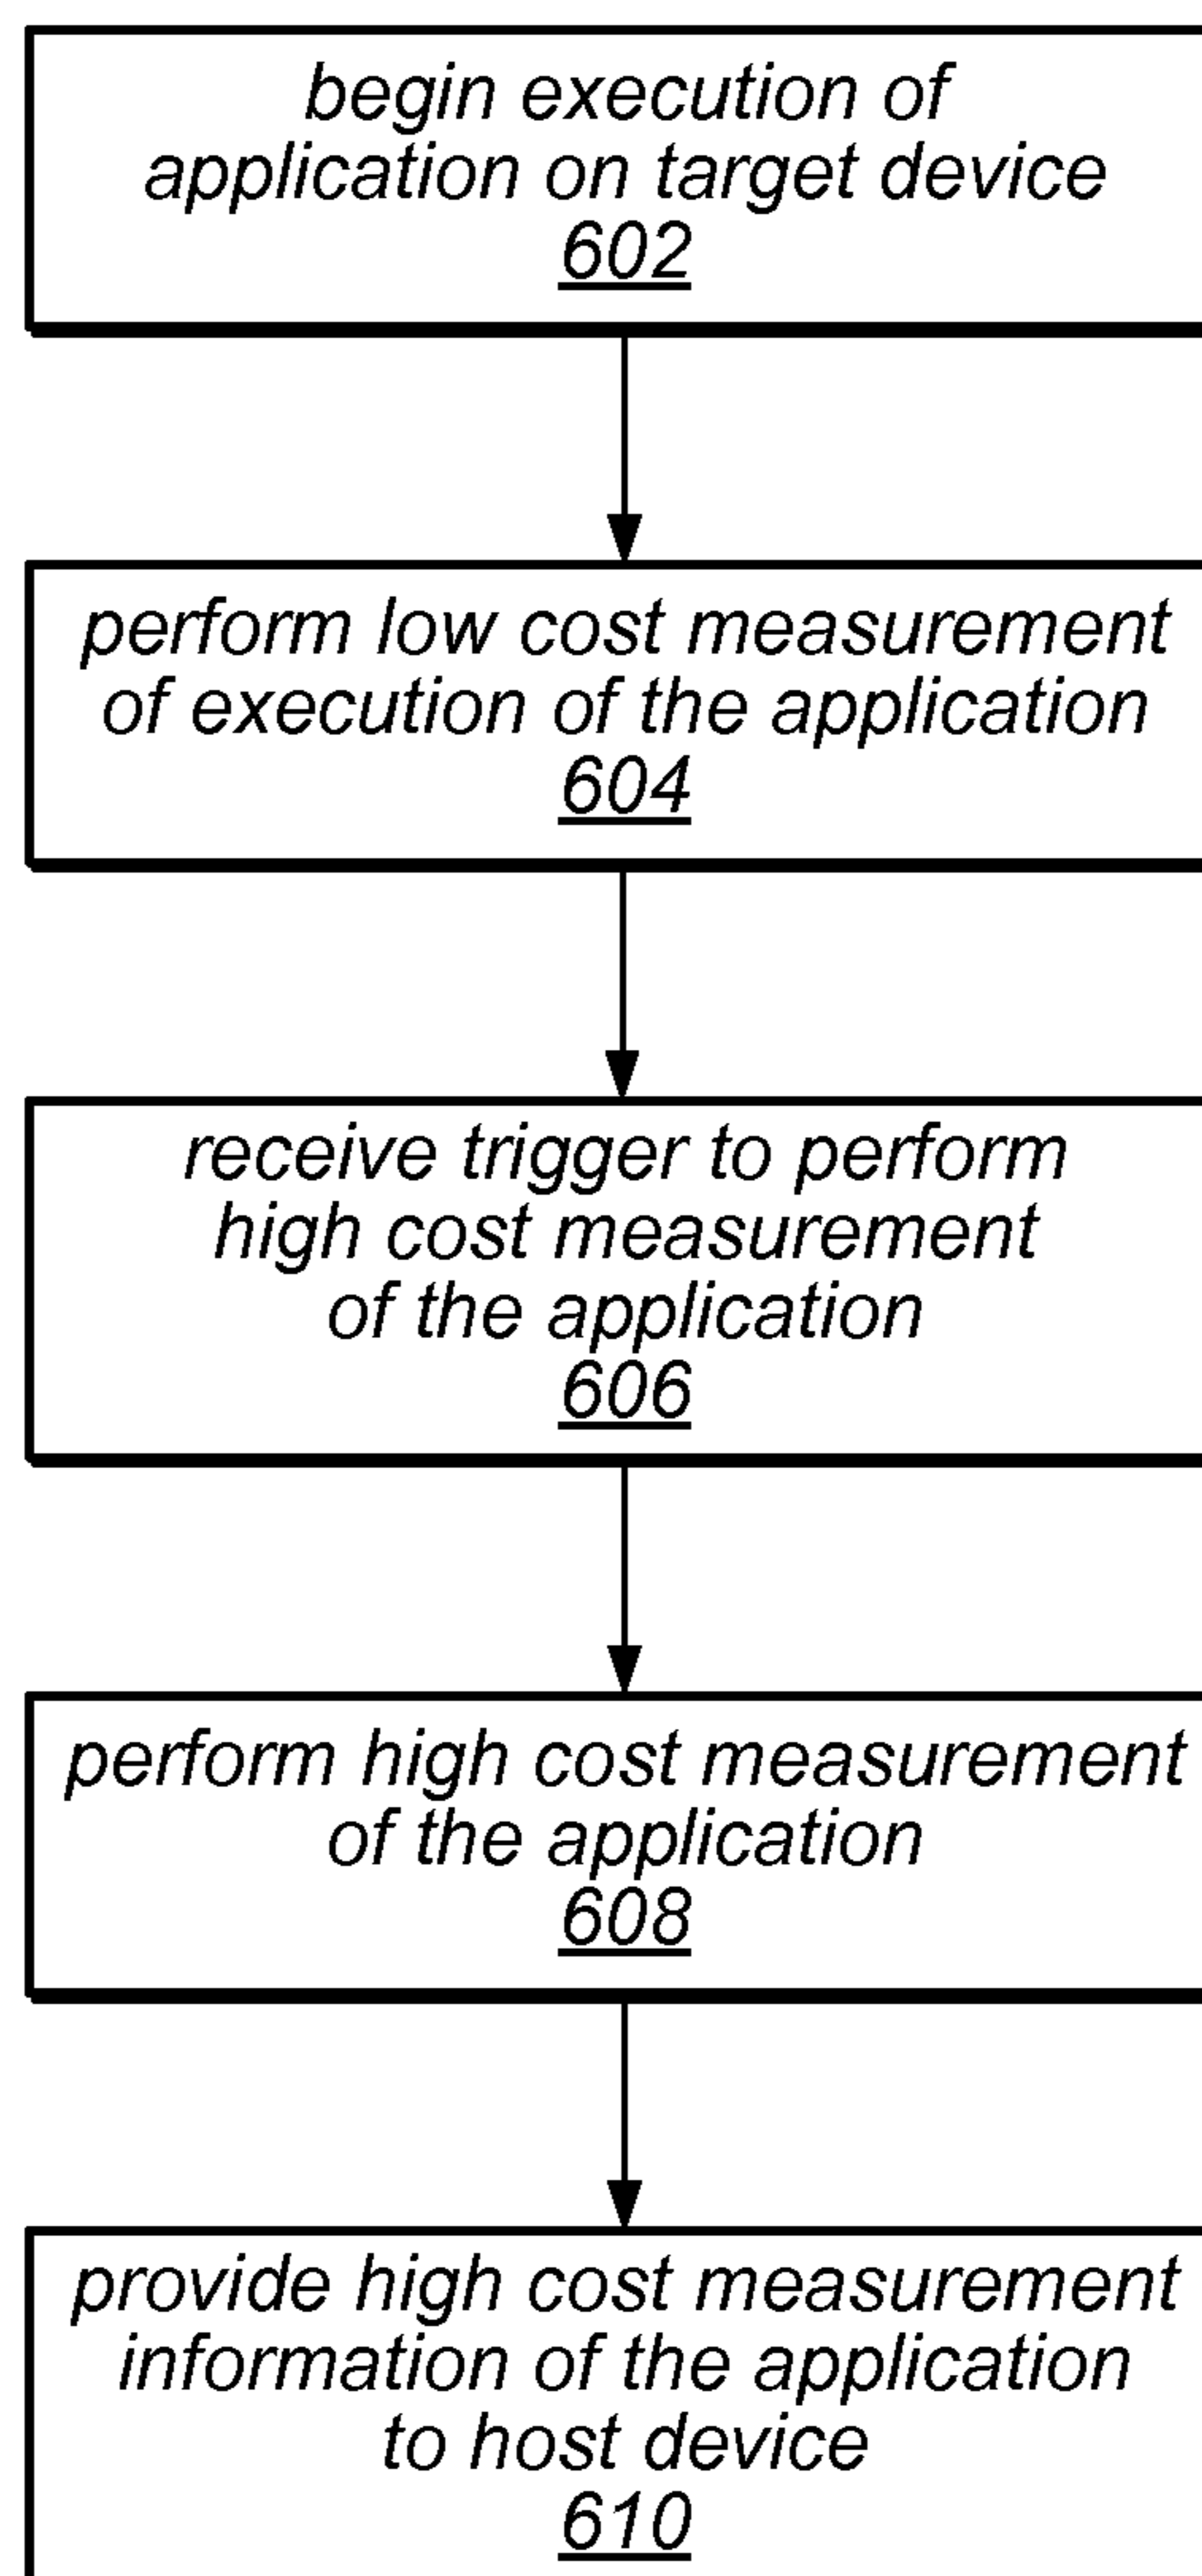 begin execution of
application on target device
602
perform low cost measurement
of execution of the application
604
receive trigger to perform
high cost measurement
of the application
606
perform high cost measurement
of the application
608
provide high cost measurement
information of the application
to host device
610